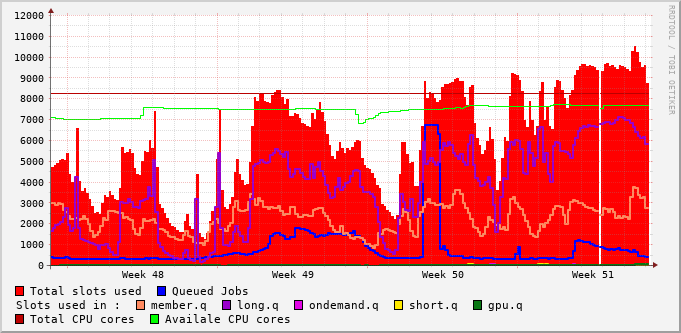 12000
11000
10000
9000
8000
7000
6000
5000
4000
3000
2000
1000
0
Week 48 Week 49 Week 50 Week 51
RRDTOOL / TOBI OETIKER
Total slots used Queued Jobs
Slots used in : member.q long.q ondemand.q short.q gpu.q
Total CPU cores Availale CPU cores